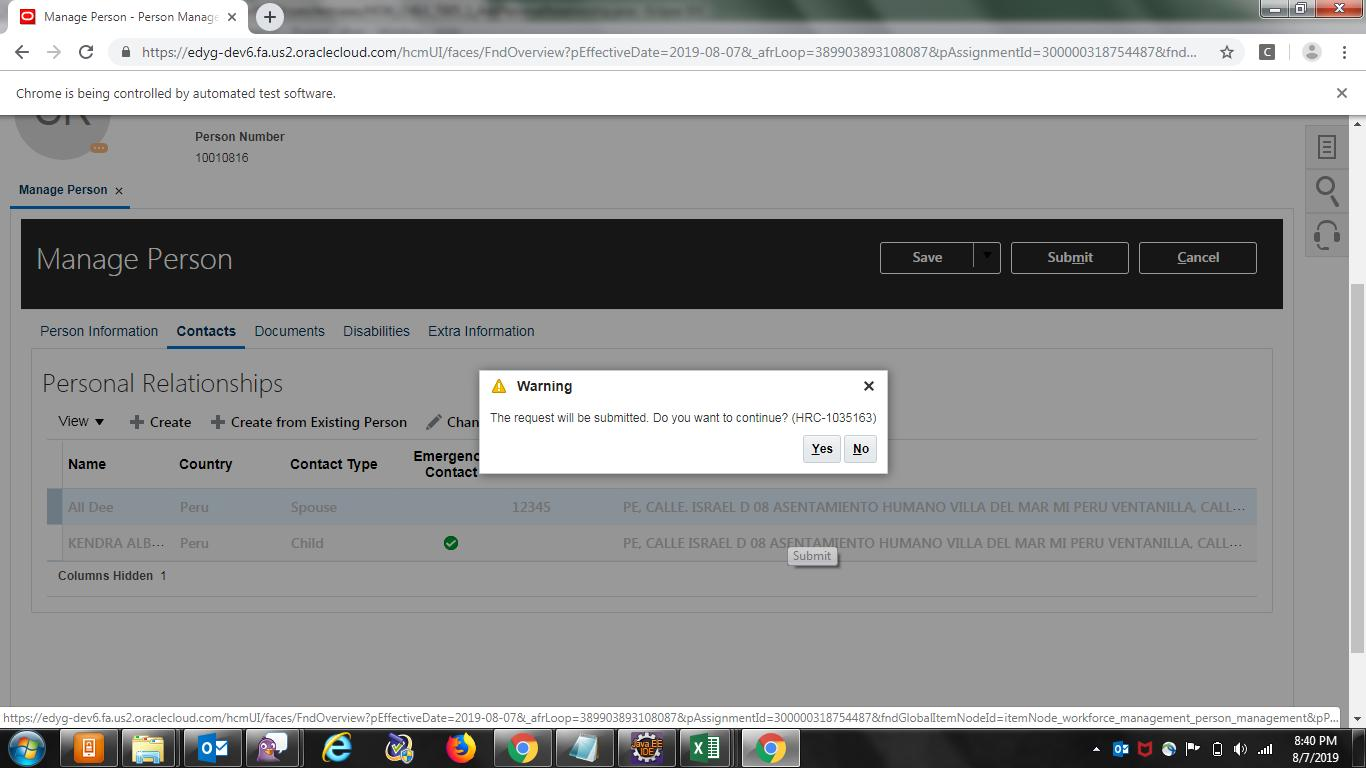 Manage Person - Person Manage
https://edyg-dev6.fa.us2.oraclecloud.com/hcmUI/faces/FndOverview?pEffectiveDate=2019-08-07&_afrLoop=389903893108087&pAssignmentId=300000318754487&fnd...
C
Chrome is being controlled by automated test software.
Person Number
10010816
Manage Person
Manage Person
Save
Submit
Cancel
Person Information Contacts Documents Disabilities Extra Information
Personal Relationships
View Create Create from Existing Person Chan
Warning
The request will be submitted. Do you want to continue? (HRC-1035163)
Yes No
Name Country Contact Type Emergenc
Contact
All Dee Peru Spouse 12345 PE, CALLE. ISRAEL D 08 ASENTAMIENTO HUMANO VILLA DEL MAR MI PERU VENTANILLA, CALL...
KENDRA ALB... Peru Child PE, CALLE ISRAEL D 08 ASENTAMIENTO HUMANO VILLA DEL MAR MI PERU VENTANILLA, CALL...
Submit
Columns Hidden 1
https://edyg-dev6.fa.us2.oraclecloud.com/hcmUI/faces/FndOverview?pEffectiveDate=2019-08-07&_afrLoop=389903893108087&pAssignmentId=300000318754487&fndGlobalItemNodeId=itemNode_workforce_management_person_management&pP...
Java EE
IDE
8:40 PM
8/7/2019